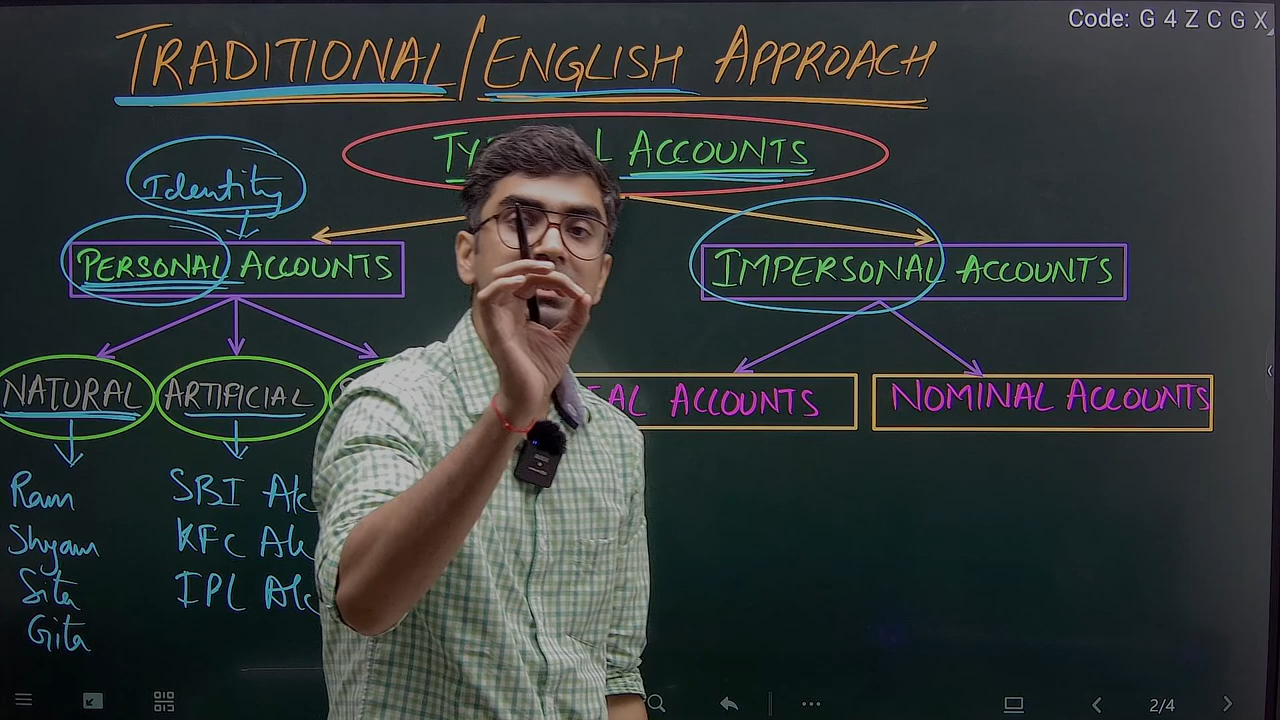 Code: G 4 Z C G X
TRADITIONAL/ENGLISH APPROACH
ACCOUNTS
Identity
PERSONAL ACCOUNTS
IMPERSONAL ACCOUNTS
NATURAL ARTIFICIAL
ACCOUNTS
NOMINAL ACCOUNTS
Ram
Shyam
Sita
Gita
SBI A/c
KFC A/c
IPL A/c
2/4